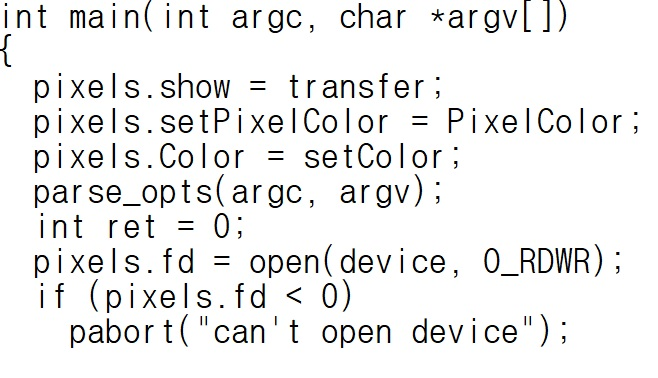 int main(int argc, char *argv[])
{
  pixels.show = transfer;
  pixels.setPixelColor = PixelColor;
  pixels.Color = setColor;
  parse_opts(argc, argv);
  int ret = 0;
  pixels.fd = open(device, O_RDWR);
  if (pixels.fd < 0)
    pabort("can't open device");